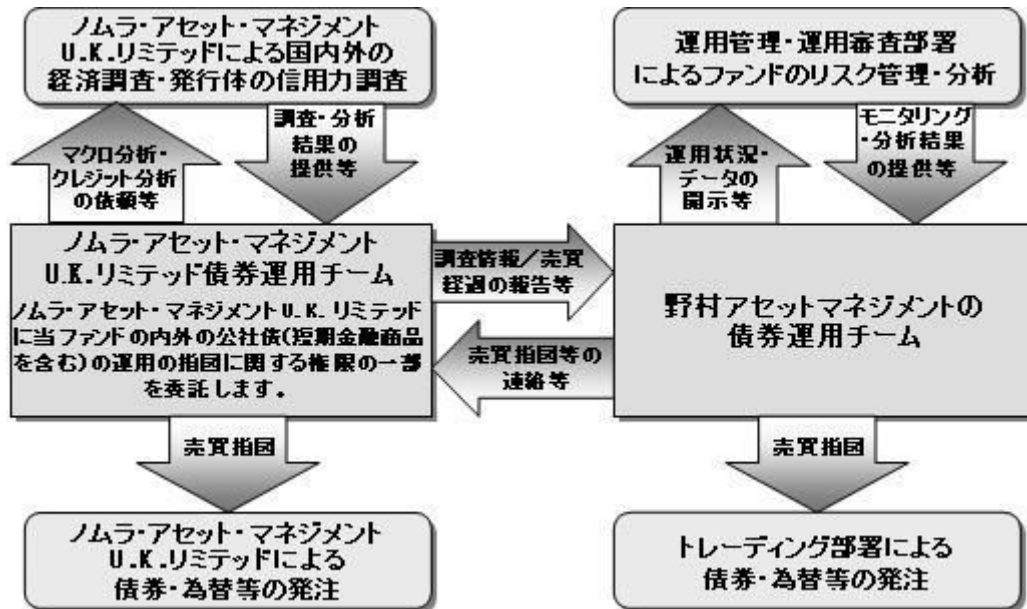 ノムラ・アセット・マネジメント
U.K.リミテッドによる国内外の
経済調査・発行体の信用力調査
運用管理・運用審査部署
によるファンドのリスク管理・分析
マクロ分析・
クレジット分析
の依頼等
調査・分析
結果の
提供等
運用状況・
データの
開示等
モニタリング
・分析結果
の提供等
ノムラ・アセット・マネジメント
U.K.リミテッド債券運用チーム
ノムラ・アセット・マネジメントU.K.リミテッド
に当ファンドの内外の公社債(短期金融商品
を含む)の運用の指図に関する権限の一部
を委託します。
調査情報/売買
経過の報告等
売買指図等の
連絡等
野村アセットマネジメントの
債券運用チーム
売買指図
売買指図
ノムラ・アセット・マネジメント
U.K.リミテッドによる
債券・為替等の発注
トレーディング部署による
債券・為替等の発注